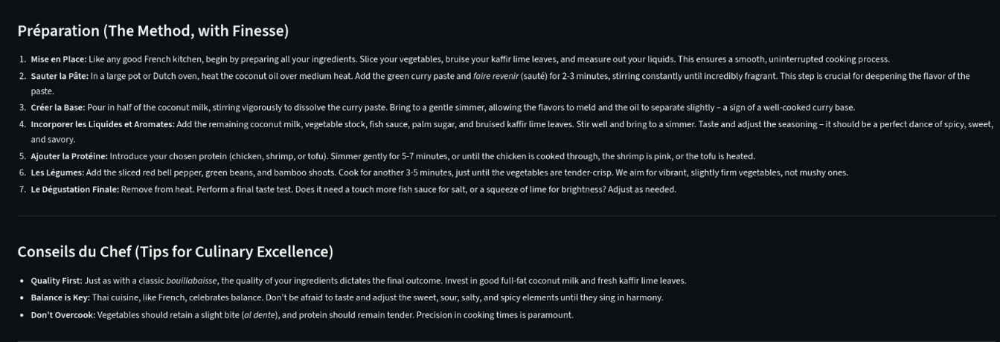 Préparation (The Method, with Finesse)
1. Mise en Place: Like any good French kitchen, begin by preparing all your ingredients. Slice your vegetables, bruise your kaffir lime leaves, and measure out your liquids. This ensures a smooth, uninterrupted cooking process.
2. Sauter la Pâte: In a large pot or Dutch oven, heat the coconut oil over medium heat. Add the green curry paste and faire revenir (sauté) for 2-3 minutes, stirring constantly until incredibly fragrant. This step is crucial for deepening the flavor of the
paste.
3. Créer la Base: Pour in half of the coconut milk, stirring vigorously to dissolve the curry paste. Bring to a gentle simmer, allowing the flavors to meld and the oil to separate slightly – a sign of a well-cooked curry base.
4. Incorporer les Liquides et Aromates: Add the remaining coconut milk, vegetable stock, fish sauce, palm sugar, and bruised kaffir lime leaves. Stir well and bring to a simmer. Taste and adjust the seasoning – it should be a perfect dance of spicy, sweet,
and savory.
5. Ajouter la Protéine: Introduce your chosen protein (chicken, shrimp, or tofu). Simmer gently for 5-7 minutes, or until the chicken is cooked through, the shrimp is pink, or the tofu is heated.
6. Les Légumes: Add the sliced red bell pepper, green beans, and bamboo shoots. Cook for another 3-5 minutes, just until the vegetables are tender-crisp. We aim for vibrant, slightly firm vegetables, not mushy ones.
7. Le Dégustation Finale: Remove from heat. Perform a final taste test. Does it need a touch more fish sauce for salt, or a squeeze of lime for brightness? Adjust as needed.
Conseils du Chef (Tips for Culinary Excellence)
• Quality First: Just as with a classic bouillabaisse, the quality of your ingredients dictates the final outcome. Invest in good full-fat coconut milk and fresh kaffir lime leaves.
• Balance is Key: Thai cuisine, like French, celebrates balance. Don't be afraid to taste and adjust the sweet, sour, salty, and spicy elements until they sing in harmony.
• Don't Overcook: Vegetables should retain a slight bite (al dente), and protein should remain tender. Precision in cooking times is paramount.